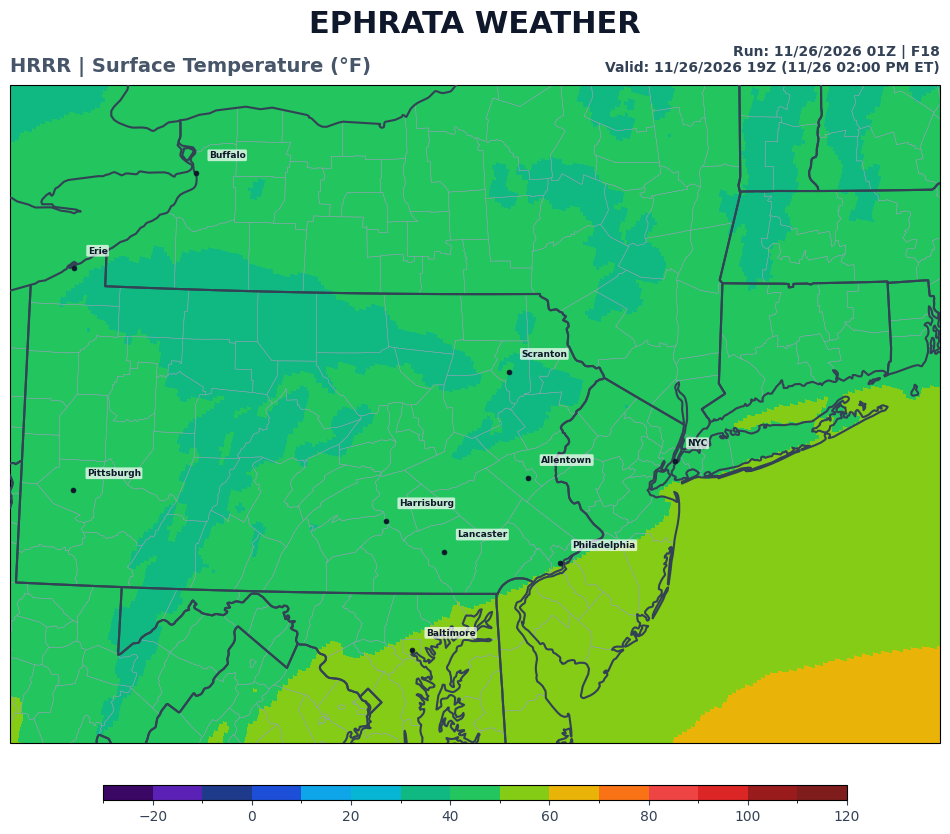 EPHRATA WEATHER
HRRR | Surface Temperature (°F)
Run: 11/26/2026 01Z | F18
Valid: 11/26/2026 19Z (11/26 02:00 PM ET)
Buffalo
Erie
Scranton
NYC
Allentown
Pittsburgh
Harrisburg
Lancaster
Philadelphia
Baltimore
−20 0 20 40 60 80 100 120